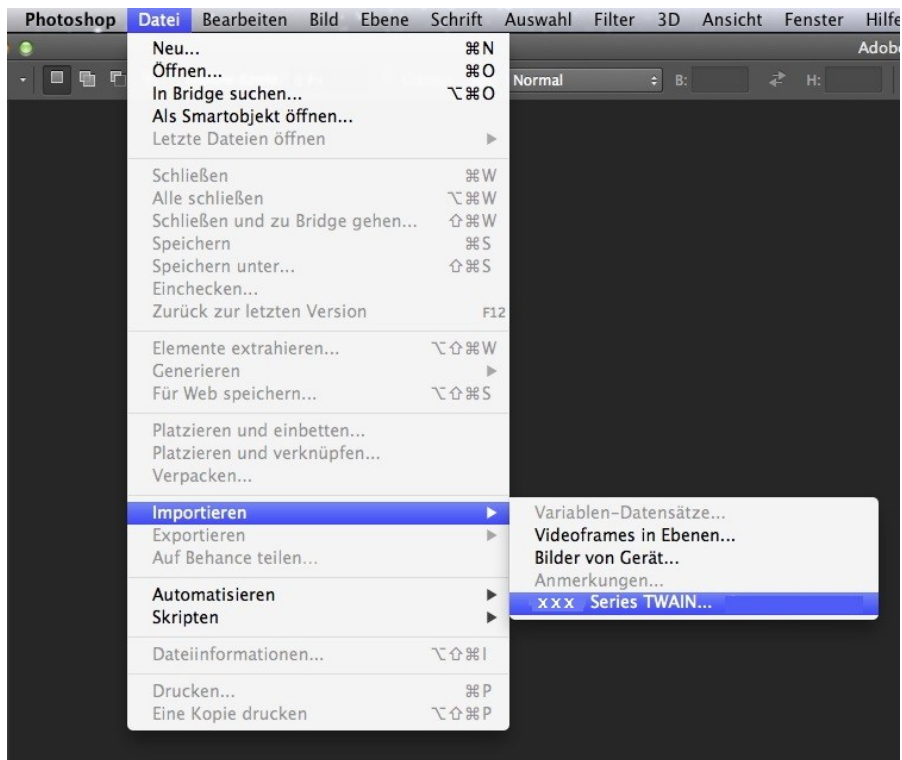 Photoshop Datei Bearbeiten Bild Ebene Schrift Auswahl Filter 3D Ansicht Fenster Hilfe
Adob
Normal B: H:
Neu... ⌘N
Öffnen... ⌘O
In Bridge suchen... ⌥⌘O
Als Smartobjekt öffnen...
Letzte Dateien öffnen ▶
Schließen ⌘W
Alle schließen ⌥⌘W
Schließen und zu Bridge gehen... ⇧⌘W
Speichern ⌘S
Speichern unter... ⇧⌘S
Einchecken...
Zurück zur letzten Version F12
Elemente extrahieren... ⌥⇧⌘W
Generieren ▶
Für Web speichern... ⌥⇧⌘S
Platzieren und einbetten...
Platzieren und verknüpfen...
Verpacken...
Importieren ▶
Exportieren ▶
Auf Behance teilen...
Automatisieren ▶
Skripten ▶
Dateiinformationen... ⌥⇧⌘I
Drucken... ⌘P
Eine Kopie drucken ⌥⇧⌘P
Variablen-Datensätze...
Videoframes in Ebenen...
Bilder von Gerät...
Anmerkungen...
xxx Series TWAIN...